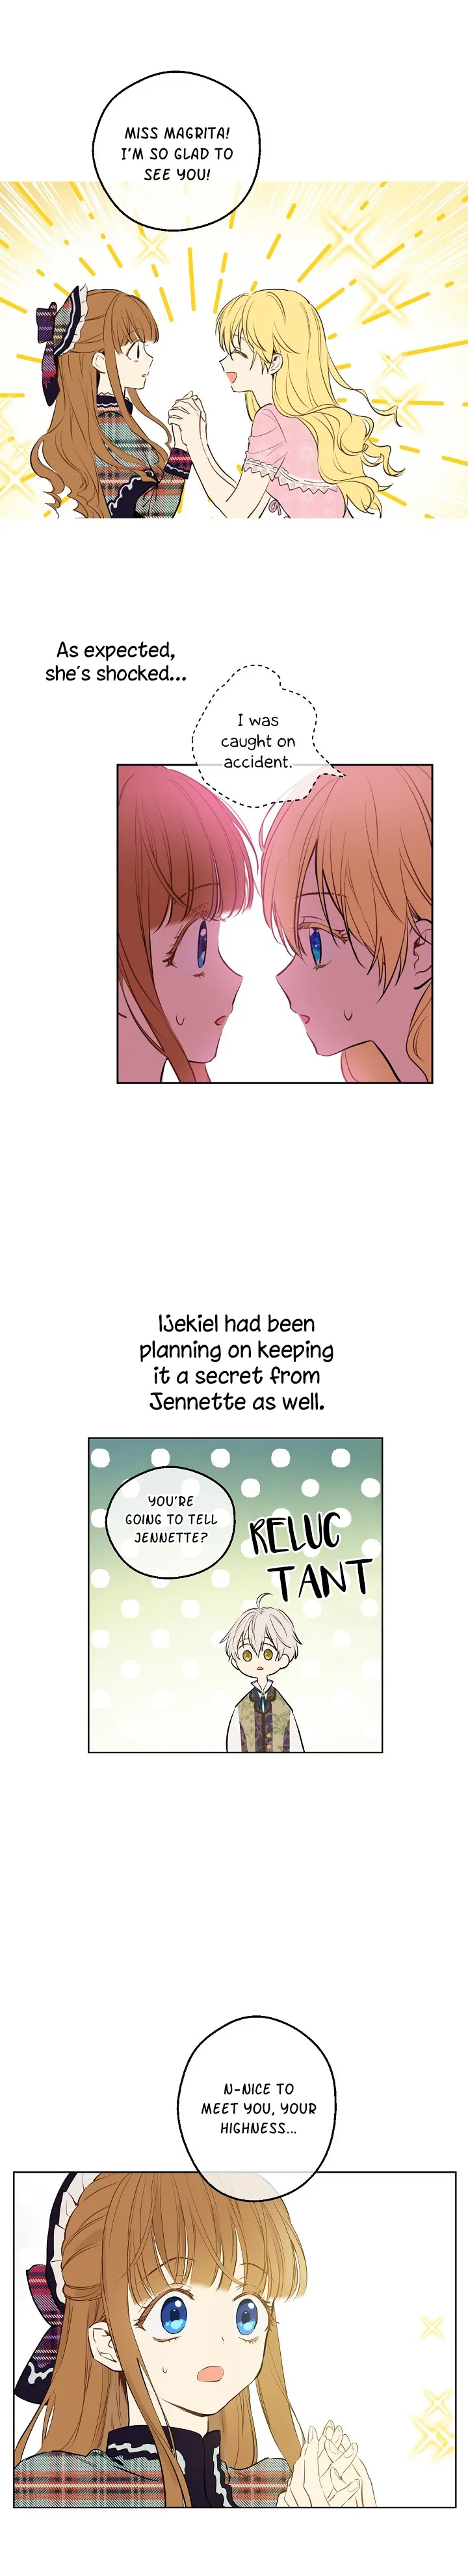 MISS MAGRITA!
I'M SO GLAD TO
SEE YOU!
As expected,
she's shocked...
I was
caught on
accident.
Ijekiel had been
planning on keeping
it a secret from
Jennette as well.
YOU'RE
GOING TO TELL
JENNETTE?
RELUC
TANT
N-NICE TO
MEET YOU, YOUR
HIGHNESS...